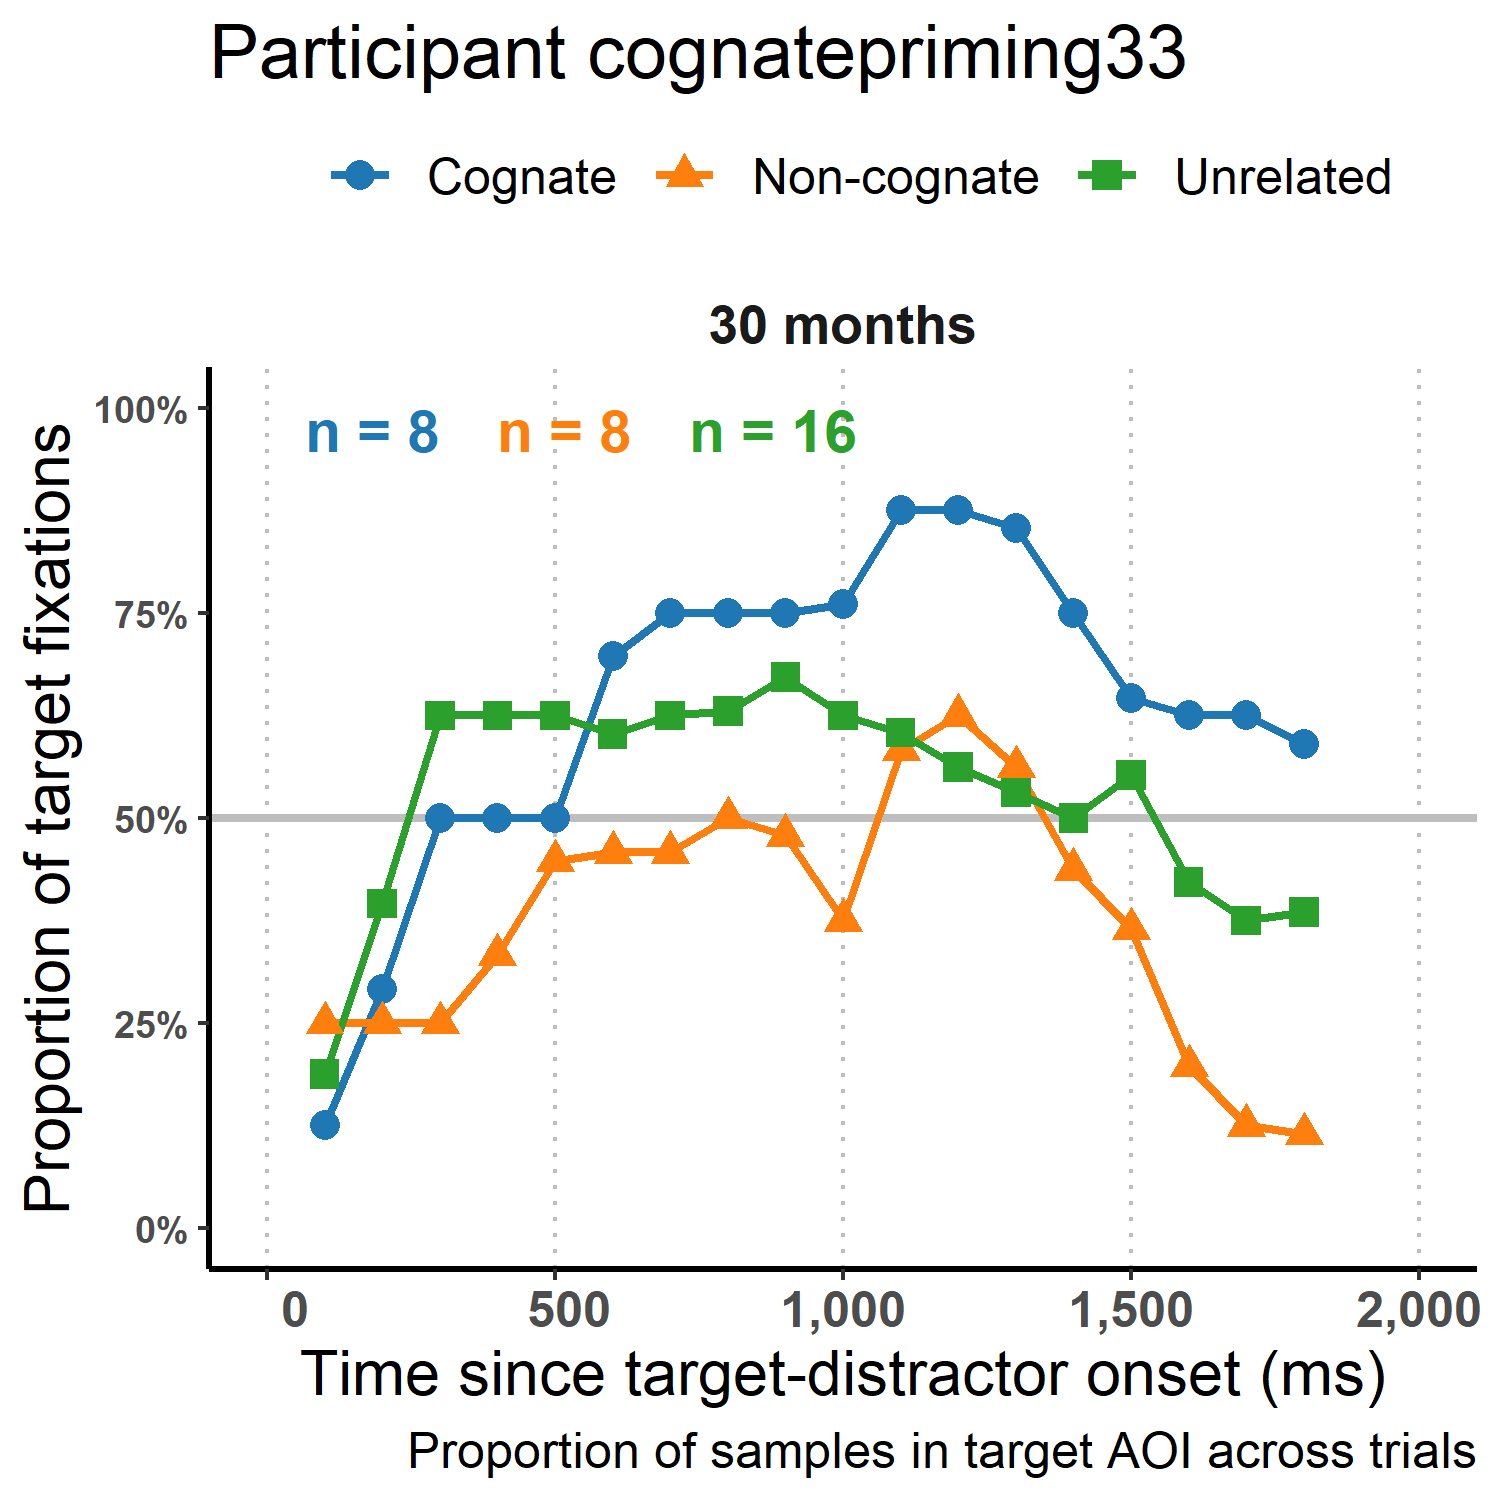 Participant cognatepriming33
Cognate Non-cognate Unrelated
30 months
n = 8 n = 8 n = 16
Proportion of target fixations
100%
75%
50%
25%
0%
0 500 1,000 1,500 2,000
Time since target-distractor onset (ms)
Proportion of samples in target AOI across trials